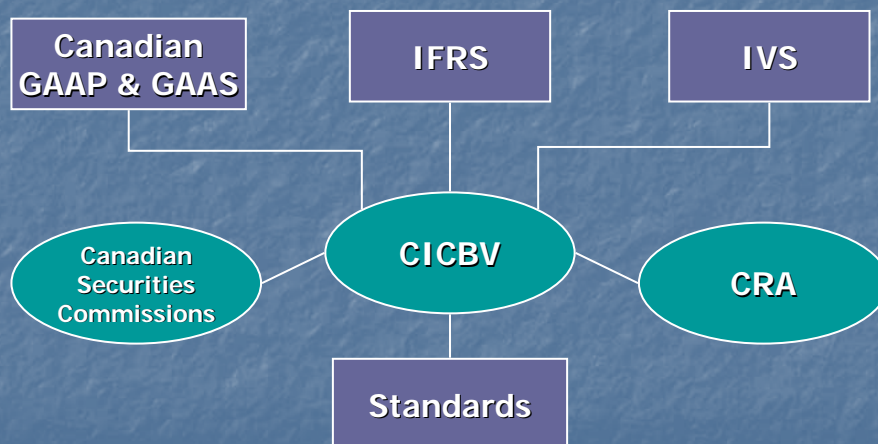 Canadian
GAAP & GAAS
IFRS
IVS
Canadian
Securities
Commissions
CICBV
CRA
Standards